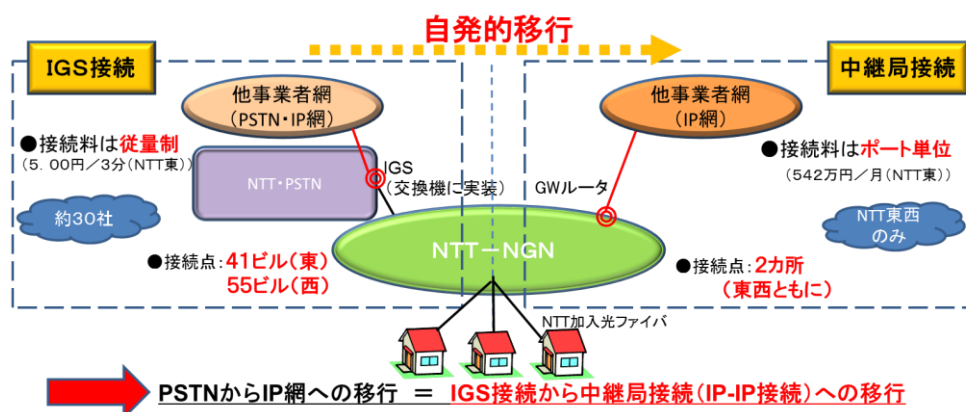 自発的移行
IGS接続
中継局接続
他事業者網
(PSTN・IP網)
他事業者網
(IP網)
●接続料は従量制
(5.00円/3分(NTT東))
●接続料はポート単位
(542万円/月(NTT東))
IGS
(交換機に実装)
GWルータ
NTT・PSTN
約30社
NTT東西
のみ
NTT-NGN
●接続点:41ビル(東)
55ビル(西)
●接続点:2カ所
(東西ともに)
NTT加入光ファイバ
PSTNからIP網への移行 = IGS接続から中継局接続(IP-IP接続)への移行